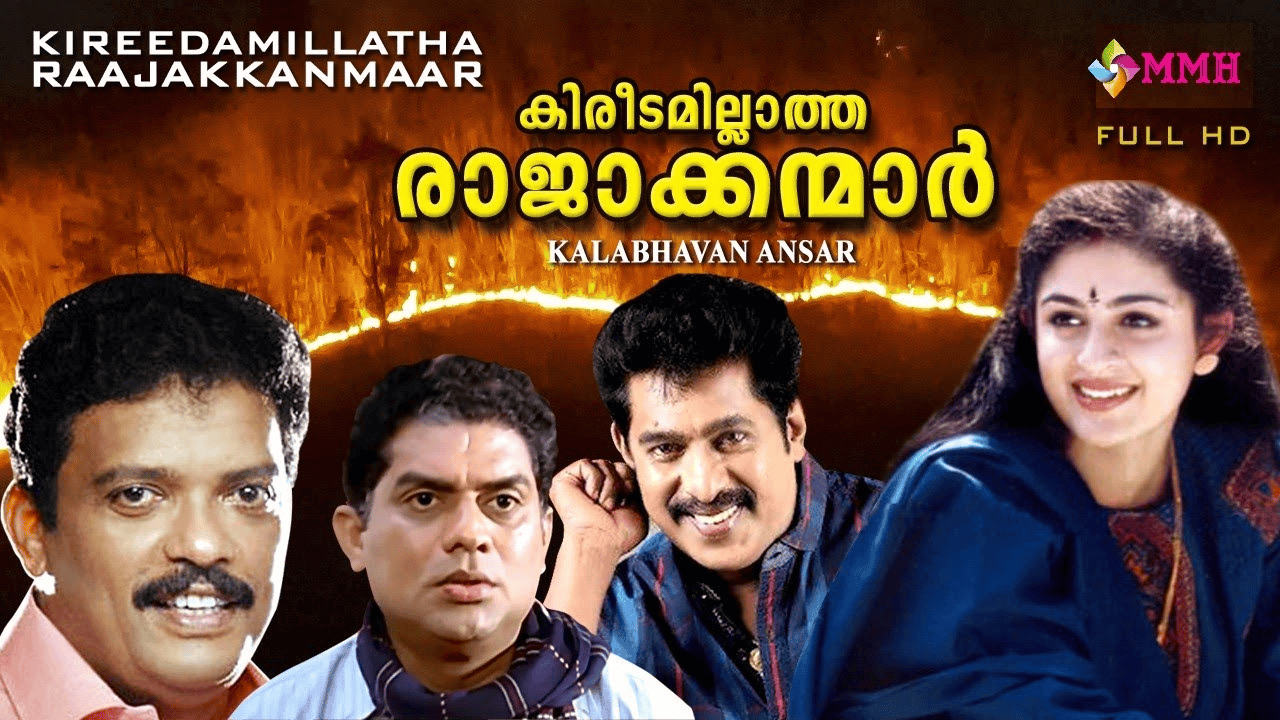 KIREEDAMILLATHA
RAAJAKKANMAAR
MMH
FULL HD
കിരീടമില്ലാത്ത
രാജാക്കന്മാർ
KALABHAVAN ANSAR